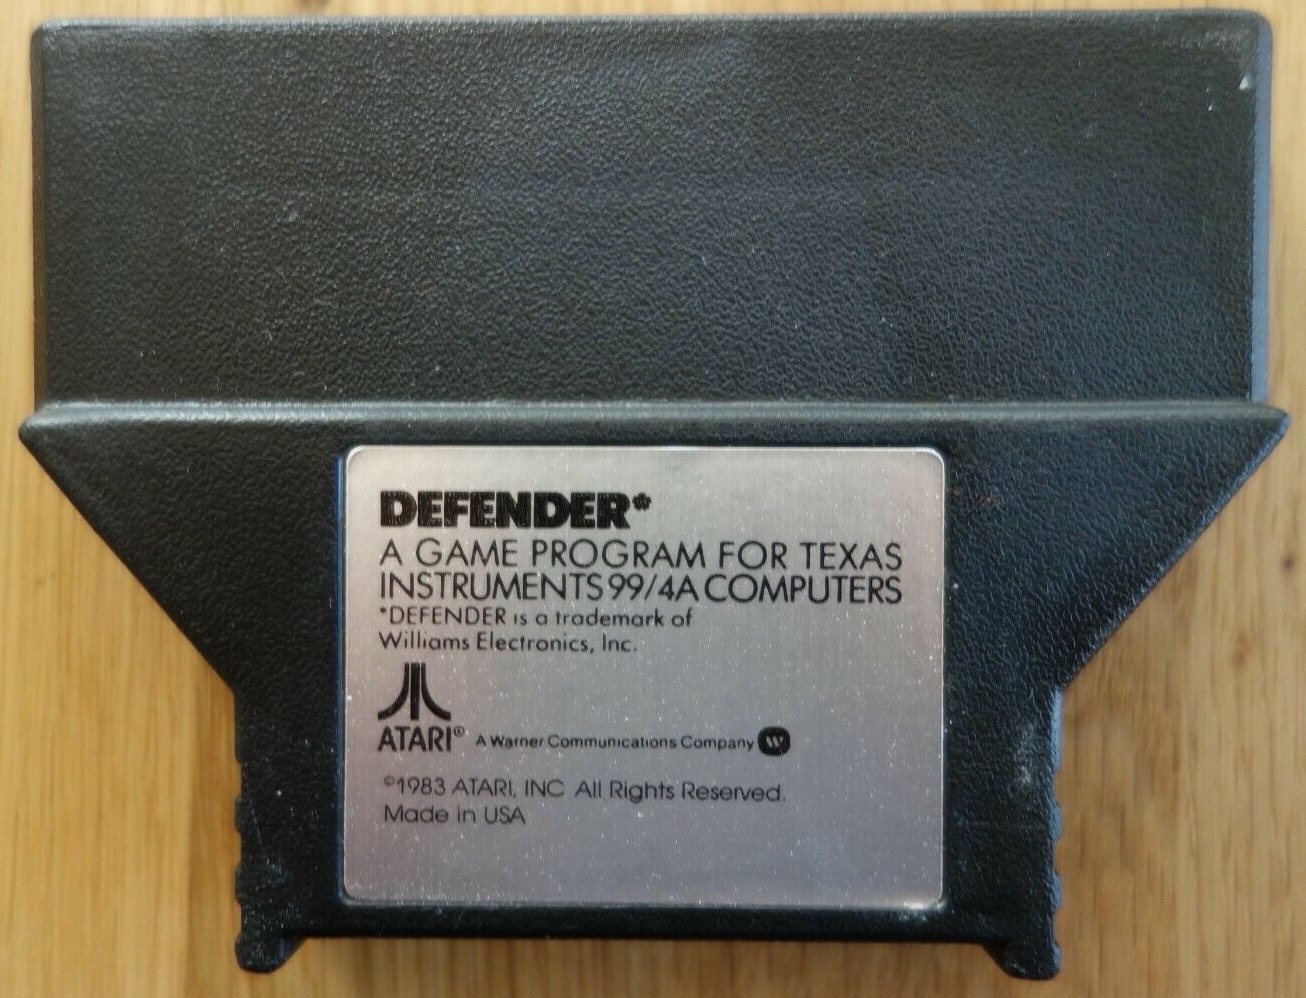 DEFENDER*
A GAME PROGRAM FOR TEXAS
INSTRUMENTS 99/4A COMPUTERS
*DEFENDER is a trademark of
Williams Electronics, Inc.
ATARI® A Warner Communications Company
©1983 ATARI, INC All Rights Reserved.
Made in USA